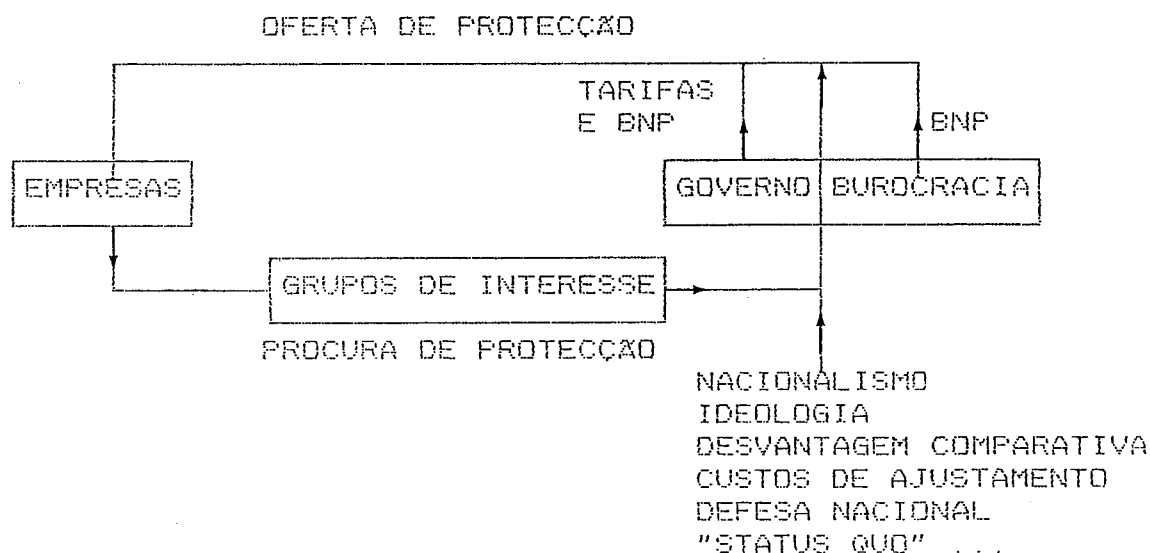 OFERTA DE PROTECÇÃO
TARIFAS
E BNP
BNP
EMPRESAS
GOVERNO BUROCRACIA
GRUPOS DE INTERESSE
PROCURA DE PROTECÇÃO
NACIONALISMO
IDEOLOGIA
DESVANTAGEM COMPARATIVA
CUSTOS DE AJUSTAMENTO
DEFESA NACIONAL
"STATUS QUO" ...